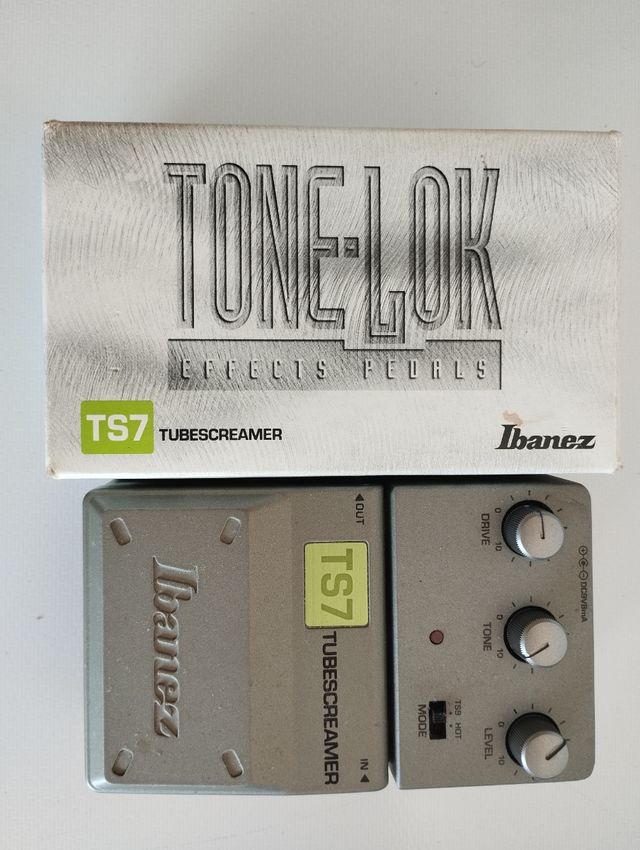 TONE-LOK
EFFECTS PEDALS
TS7 TUBESCREAMER
Ibanez
Ibanez
OUT
TS7 TUBESCREAMER
IN
DC9V8mA
DRIVE
0 10
TONE
0 10
LEVEL
0 10
TS9 HOT
MODE